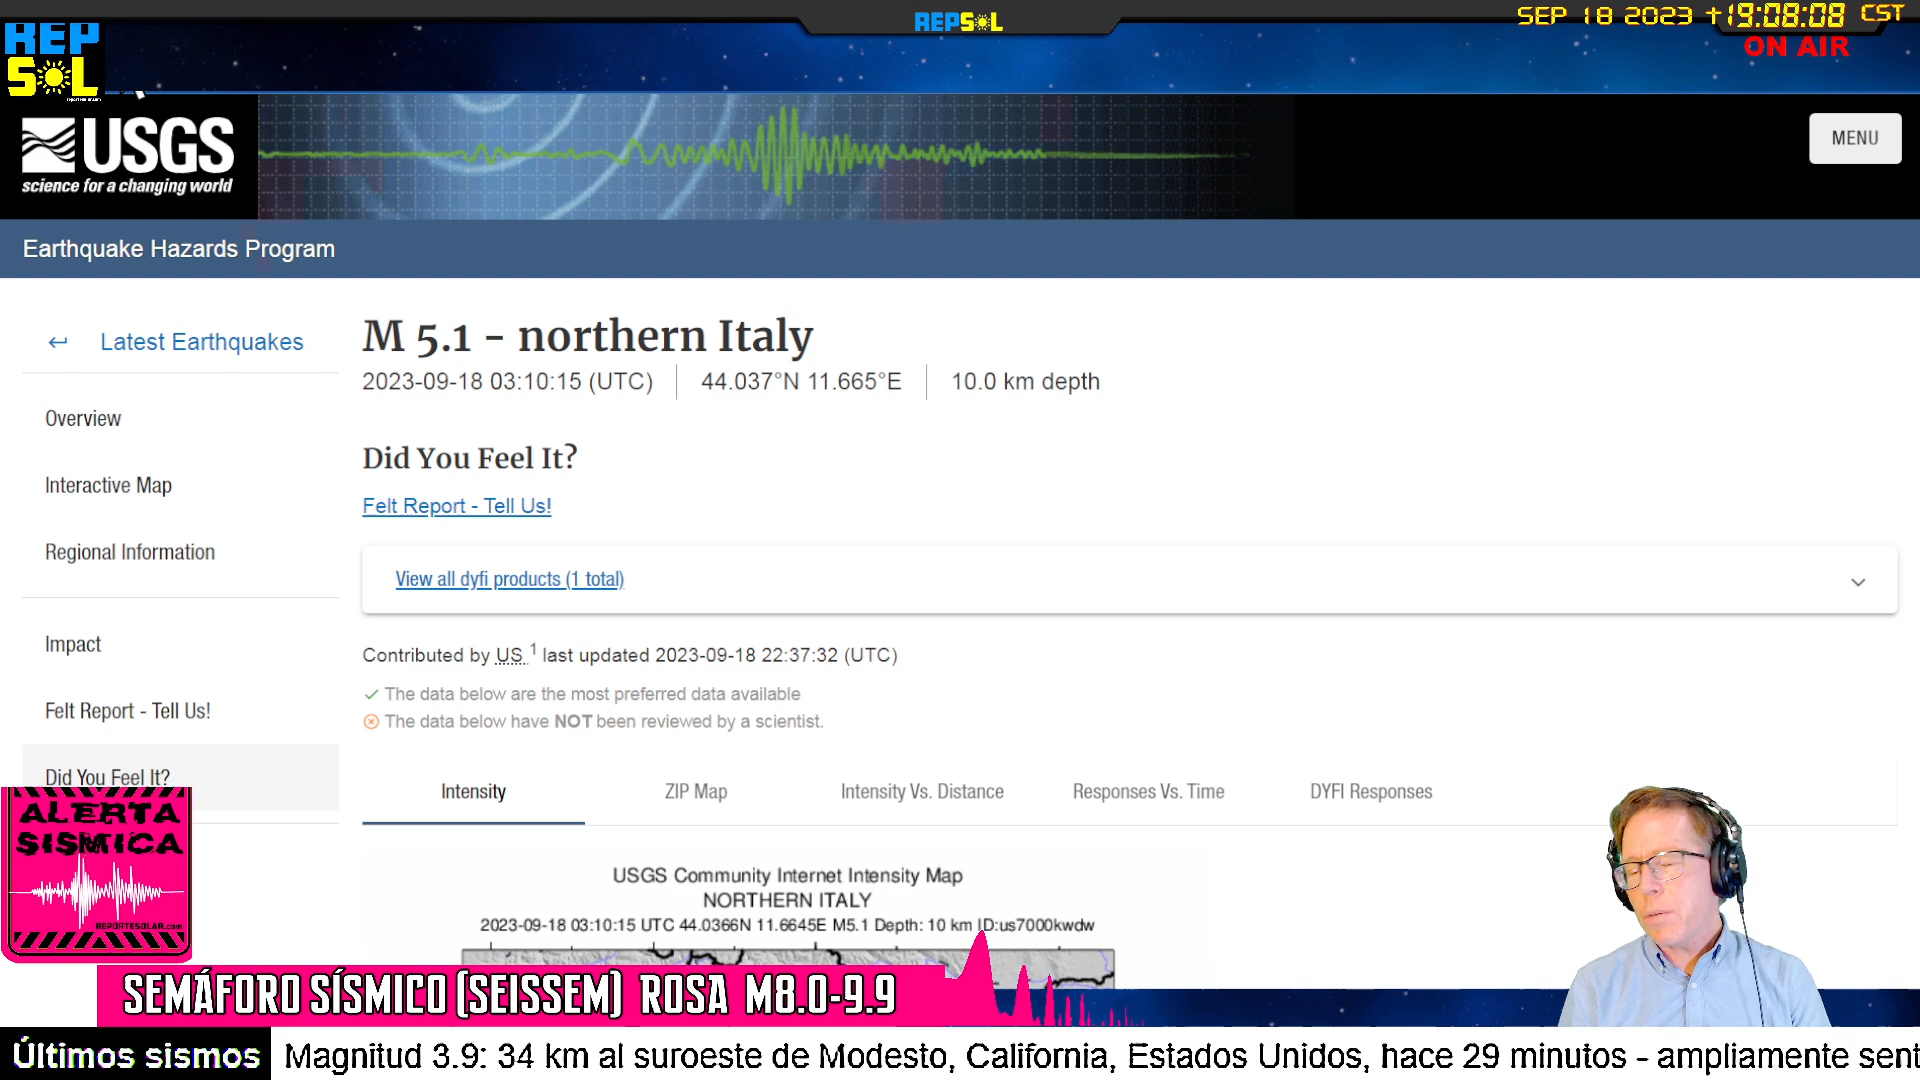 REPSOL
SEP 18 2023 +19:08:08 CST
ON AIR
REP
SOL
USGS
science for a changing world
MENU
Earthquake Hazards Program
Latest Earthquakes
Overview
Interactive Map
Regional Information
Impact
Felt Report - Tell Us!
Did You Feel It?
M 5.1 - northern Italy
2023-09-18 03:10:15 (UTC)
44.037°N 11.665°E
10.0 km depth
Did You Feel It?
Felt Report - Tell Us!
View all dyfi products (1 total)
Contributed by US 1 last updated 2023-09-18 22:37:32 (UTC)
The data below are the most preferred data available
The data below have NOT been reviewed by a scientist.
Intensity ZIP Map Intensity Vs. Distance Responses Vs. Time DYFI Responses
USGS Community Internet Intensity Map
NORTHERN ITALY
2023-09-18 03:10:15 UTC 44.0366N 11.6645E M5.1 Depth: 10 km ID:us7000kwdw
ALERTA
SISMICA
REPORTESOLAR.com
SEMÁFORO SÍSMICO (SEISSEM) ROSA M8.0-9.9
Últimos sismos
Magnitud 3.9: 34 km al suroeste de Modesto, California, Estados Unidos, hace 29 minutos - ampliamente sent